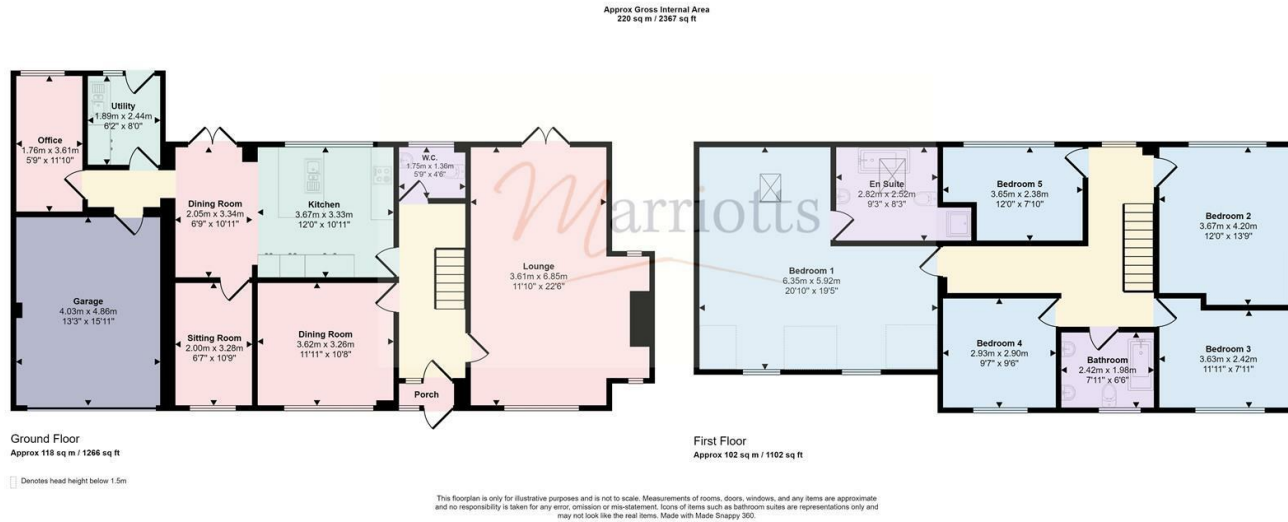 Approx Gross Internal Area
220 sq m / 2367 sq ft
Office
1.76m x 3.61m
5'9" x 11'10"
Utility
1.89m x 2.44m
6'2" x 8'0"
Dining Room
2.05m x 3.34m
6'9" x 10'11"
Kitchen
3.67m x 3.33m
12'0" x 10'11"
W.C.
1.75m x 1.36m
5'9" x 4'6"
Lounge
3.61m x 6.85m
11'10" x 22'6"
Garage
4.03m x 4.86m
13'3" x 15'11"
Sitting Room
2.00m x 3.28m
6'7" x 10'9"
Dining Room
3.62m x 3.26m
11'11" x 10'8"
Porch
Marriotts
En Suite
2.82m x 2.52m
9'3" x 8'3"
Bedroom 5
3.65m x 2.38m
12'0" x 7'10"
Bedroom 2
3.67m x 4.20m
12'0" x 13'9"
Bedroom 1
6.35m x 5.92m
20'10" x 19'5"
Bedroom 4
2.93m x 2.90m
9'7" x 9'6"
Bathroom
2.42m x 1.98m
7'11" x 6'6"
Bedroom 3
3.63m x 2.42m
11'11" x 7'11"
Ground Floor
Approx 118 sq m / 1266 sq ft
First Floor
Approx 102 sq m / 1102 sq ft
Denotes head height below 1.5m
This floorplan is only for illustrative purposes and is not to scale. Measurements of rooms, doors, windows, and any items are approximate
and no responsibility is taken for any error, omission or mis-statement. Icons of items such as bathroom suites are representations only and
may not look like the real items. Made with Made Snappy 360.